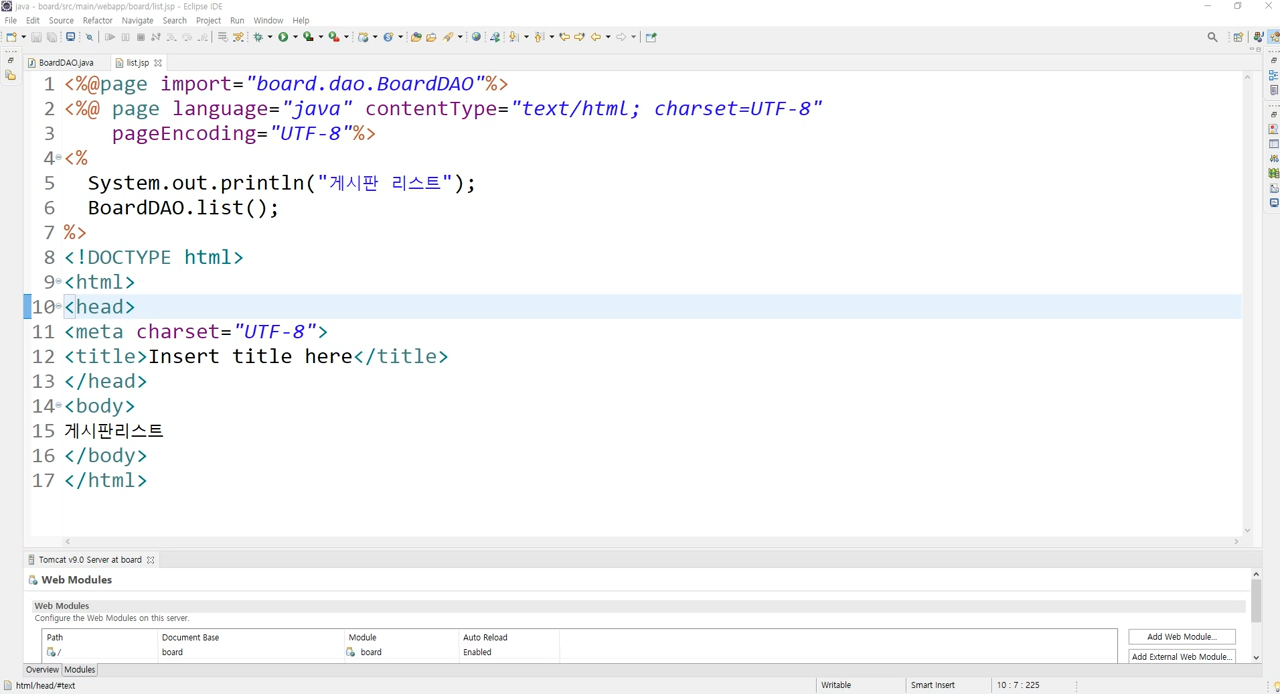 java - board/src/main/webapp/board/list.jsp - Eclipse IDE
File Edit Source Refactor Navigate Search Project Run Window Help
BoardDAO.java list.jsp
1 <%@page import="board.dao.BoardDAO"%>
2 <%@ page language="java" contentType="text/html; charset=UTF-8"
3     pageEncoding="UTF-8"%>
4 <%
5   System.out.println("게시판 리스트");
6   BoardDAO.list();
7 %>
8 <!DOCTYPE html>
9 <html>
10 <head>
11 <meta charset="UTF-8">
12 <title>Insert title here</title>
13 </head>
14 <body>
15 게시판리스트
16 </body>
17 </html>
Tomcat v9.0 Server at board
Web Modules
Web Modules
Configure the Web Modules on this server.
Path Document Base Module Auto Reload
/ board board Enabled
Add Web Module...
Add External Web Module...
Overview Modules
html/head/#text Writable Smart Insert 10 : 7 : 225